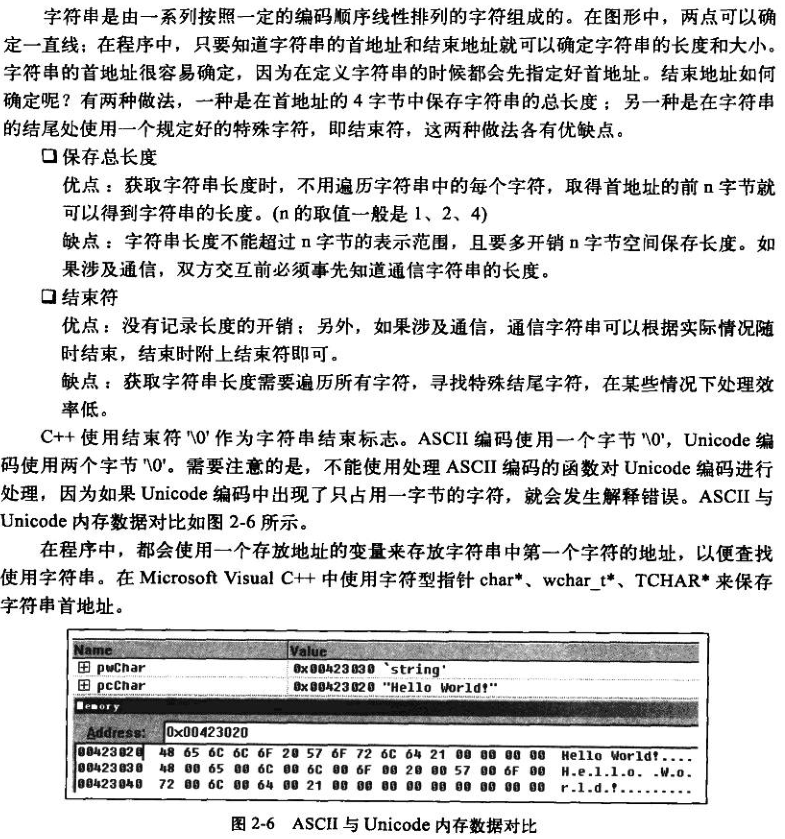 字符串是由一系列按照一定的编码顺序线性排列的字符组成的。在图形中，两点可以确
定一直线；在程序中，只要知道字符串的首地址和结束地址就可以确定字符串的长度和大小。
字符串的首地址很容易确定，因为在定义字符串的时候都会先指定好首地址。结束地址如何
确定呢？有两种做法，一种是在首地址的 4 字节中保存字符串的总长度；另一种是在字符串
的结尾处使用一个规定好的特殊字符，即结束符，这两种做法各有优缺点。
❑ 保存总长度
优点：获取字符串长度时，不用遍历字符串中的每个字符，取得首地址的前 n 字节就
可以得到字符串的长度。(n 的取值一般是 1、2、4)
缺点：字符串长度不能超过 n 字节的表示范围，且要多开销 n 字节空间保存长度。如
果涉及通信，双方交互前必须事先知道通信字符串的长度。
❑ 结束符
优点：没有记录长度的开销；另外，如果涉及通信，通信字符串可以根据实际情况随
时结束，结束时附上结束符即可。
缺点：获取字符串长度需要遍历所有字符，寻找特殊结尾字符，在某些情况下处理效
率低。
C++ 使用结束符 '\0' 作为字符串结束标志。ASCII 编码使用一个字节 '\0'，Unicode 编
码使用两个字节 '\0'。需要注意的是，不能使用处理 ASCII 编码的函数对 Unicode 编码进行
处理，因为如果 Unicode 编码中出现了只占用一字节的字符，就会发生解释错误。ASCII 与
Unicode 内存数据对比如图 2-6 所示。
在程序中，都会使用一个存放地址的变量来存放字符串中第一个字符的地址，以便查找
使用字符串。在 Microsoft Visual C++ 中使用字符型指针 char*、wchar_t*、TCHAR* 来保存
字符串首地址。
Name Value
⊞ pwChar 0x00423030 `string'
⊞ pcChar 0x00423020 "Hello World!"
Memory
Address: 0x00423020
00423020 48 65 6C 6C 6F 20 57 6F 72 6C 64 21 00 00 00 00 Hello World!....
00423030 48 00 65 00 6C 00 6C 00 6F 00 20 00 57 00 6F 00 H.e.l.l.o. .W.o.
00423040 72 00 6C 00 64 00 21 00 00 00 00 00 00 00 00 00 r.l.d.!.........
图 2-6 ASCII 与 Unicode 内存数据对比